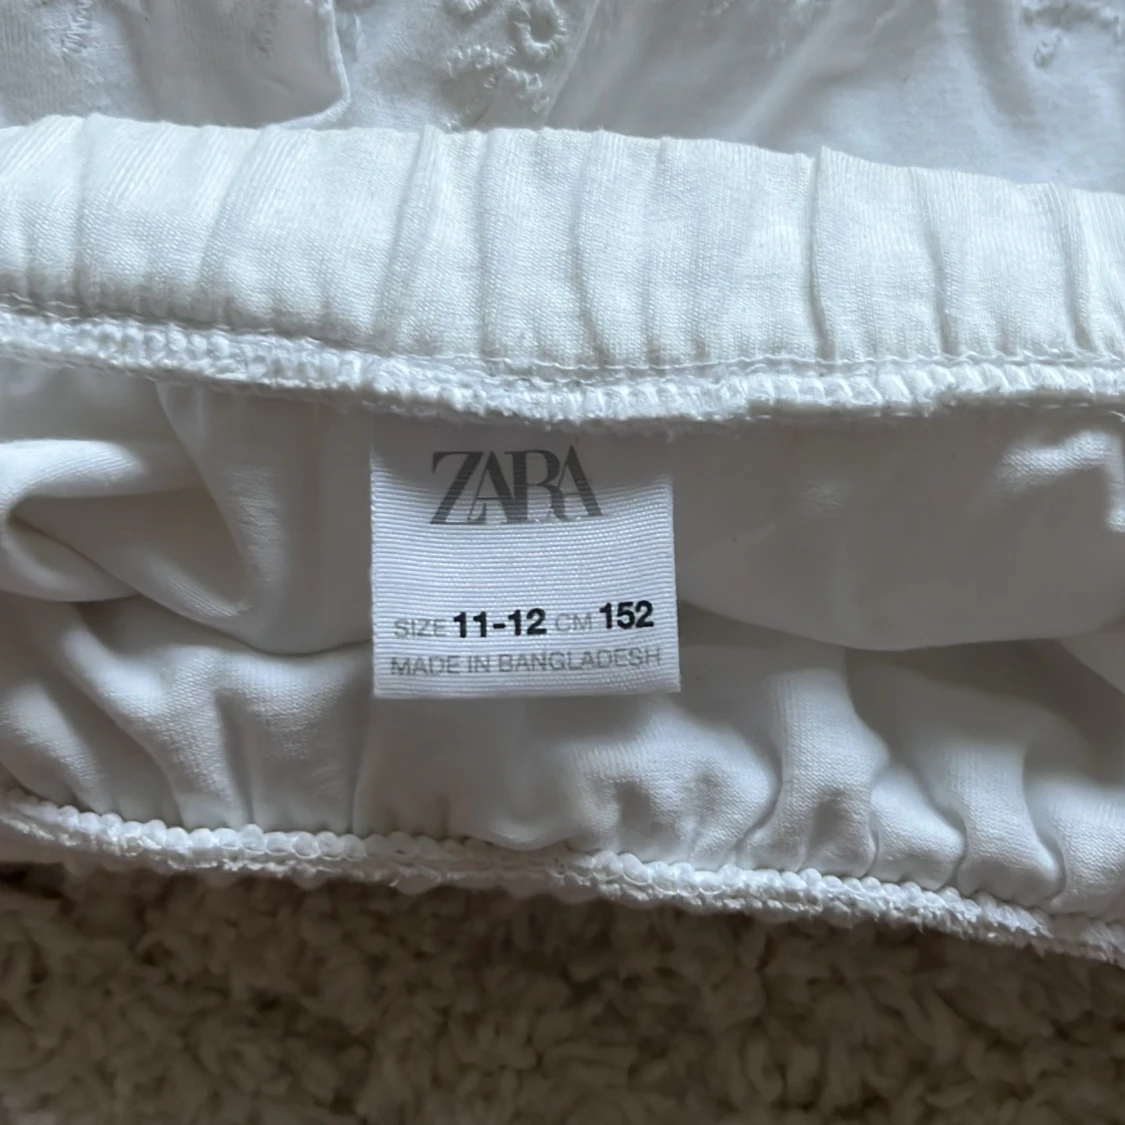 ZARA
SIZE 11-12 CM 152
MADE IN BANGLADESH